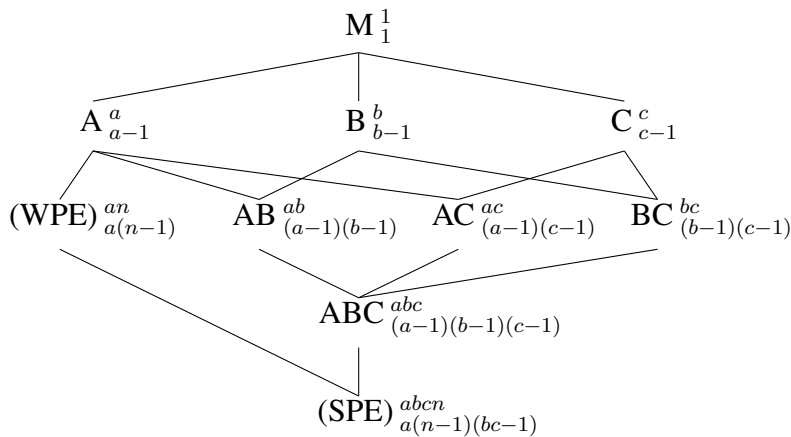 M 1 1
A a a−1 B b b−1 C c c−1
(WPE) an a(n−1) AB ab (a−1)(b−1) AC ac (a−1)(c−1) BC bc (b−1)(c−1)
ABC abc (a−1)(b−1)(c−1)
(SPE) abcn a(n−1)(bc−1)